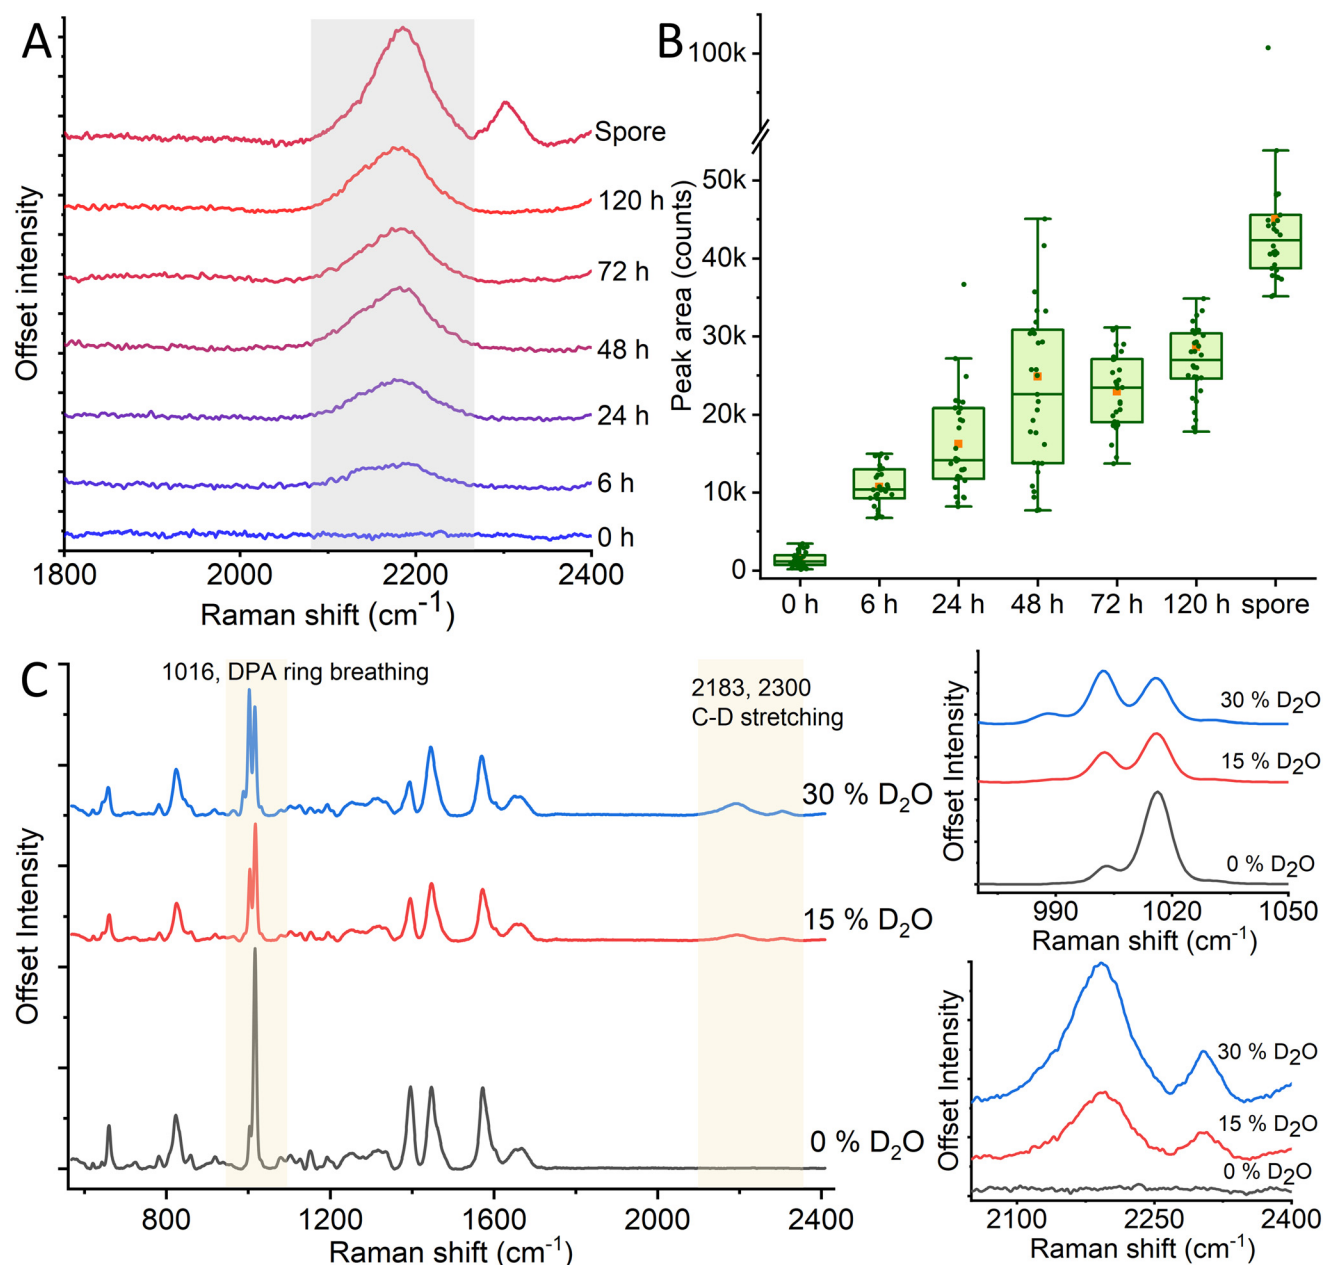 A
Offset intensity
Spore
120 h
72 h
48 h
24 h
6 h
0 h
1800 2000 2200 2400
Raman shift (cm⁻¹)
B
Peak area (counts)
100k
50k
40k
30k
20k
10k
0
0 h 6 h 24 h 48 h 72 h 120 h spore
C
Offset Intensity
1016, DPA ring breathing
2183, 2300
C-D stretching
30 % D₂O
15 % D₂O
0 % D₂O
800 1200 1600 2000 2400
Raman shift (cm⁻¹)
Offset Intensity
30 % D₂O
15 % D₂O
0 % D₂O
990 1020 1050
Raman shift (cm⁻¹)
Offset Intensity
30 % D₂O
15 % D₂O
0 % D₂O
2100 2250 2400
Raman shift (cm⁻¹)